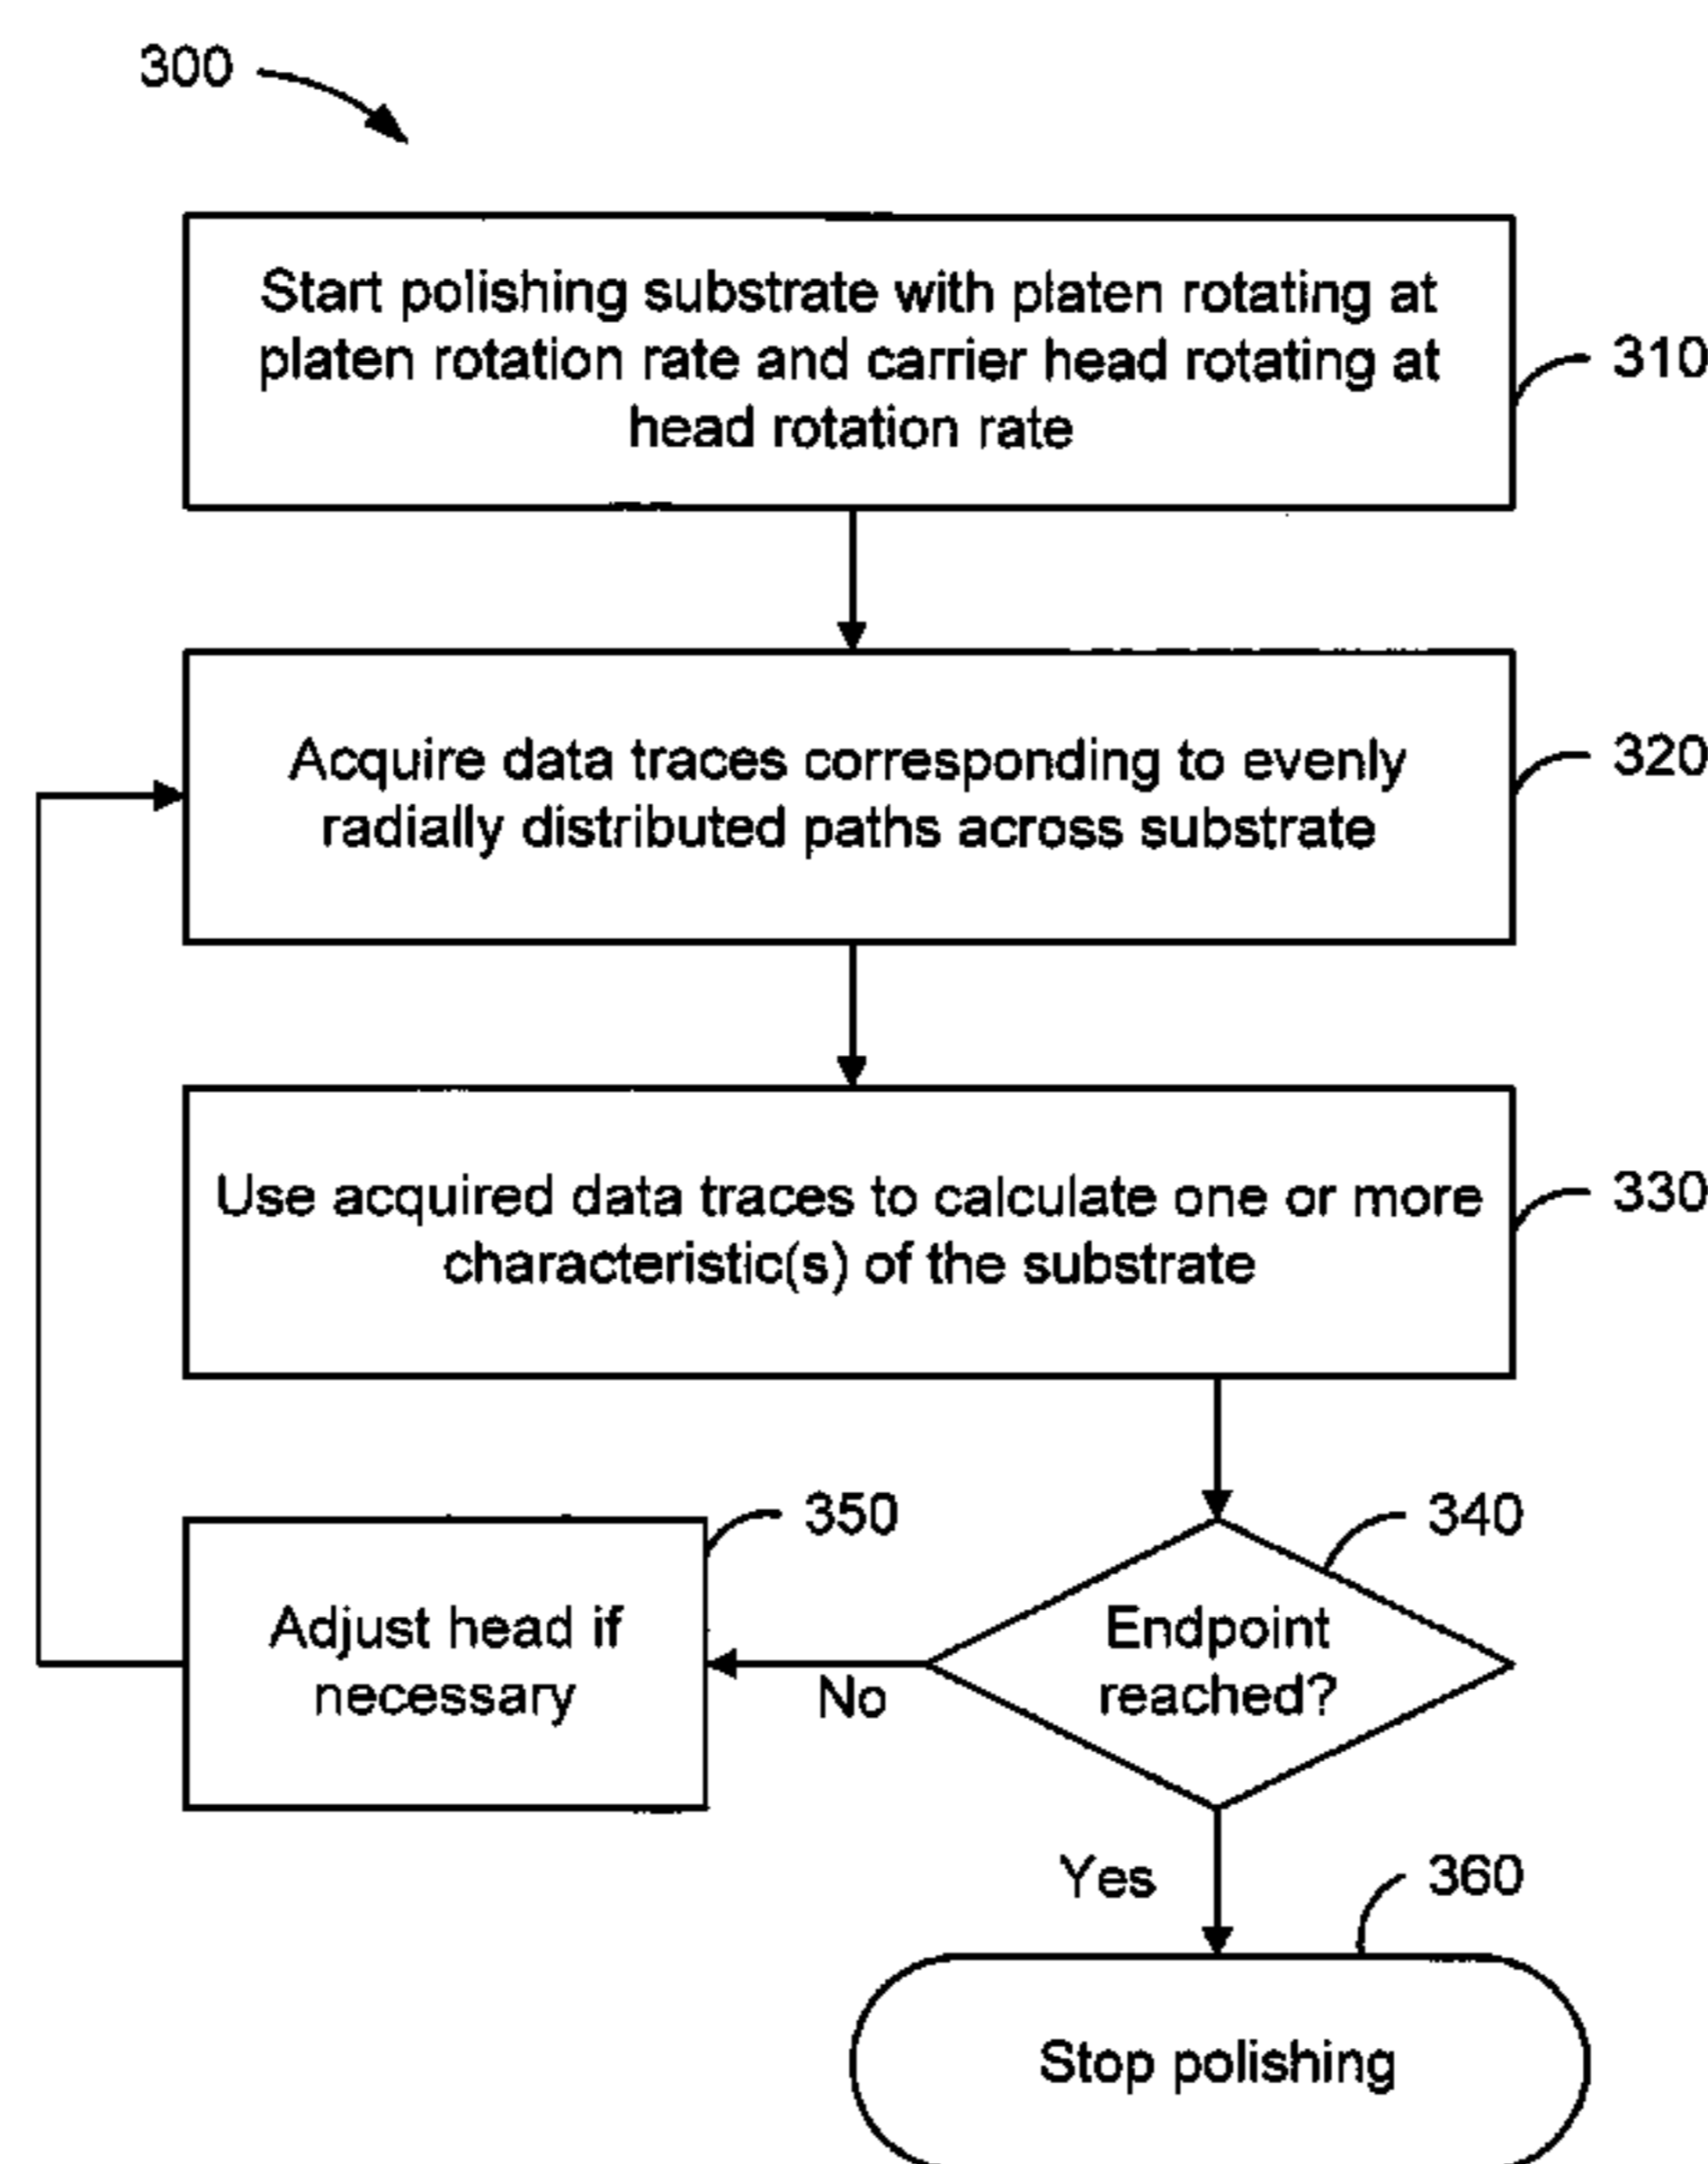 300
Start polishing substrate with platen rotating at
platen rotation rate and carrier head rotating at
head rotation rate
310
Acquire data traces corresponding to evenly
radially distributed paths across substrate
320
Use acquired data traces to calculate one or more
characteristic(s) of the substrate
330
350
340
Adjust head if
necessary
No
Endpoint
reached?
Yes
360
Stop polishing